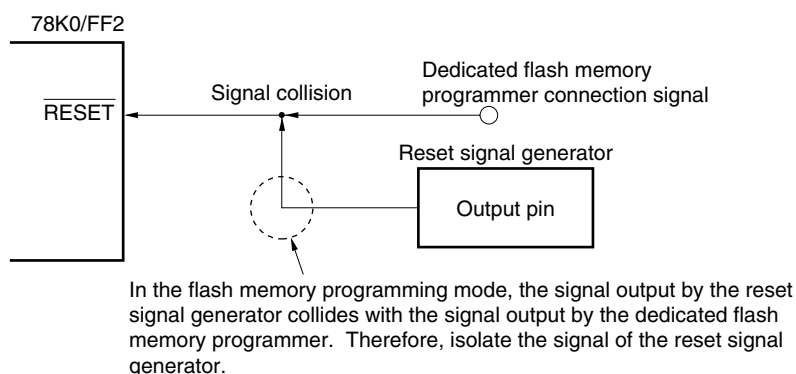 78K0/FF2
Dedicated flash memory
programmer connection signal
Signal collision
RESET
Reset signal generator
Output pin
In the flash memory programming mode, the signal output by the reset
signal generator collides with the signal output by the dedicated flash
memory programmer.  Therefore, isolate the signal of the reset signal
generator.